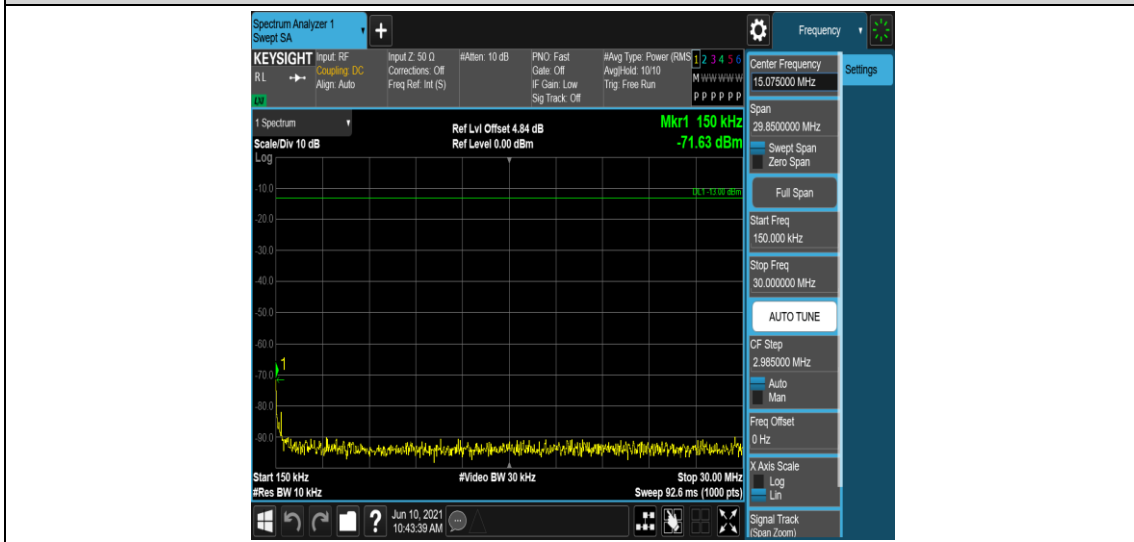 Spectrum Analyzer 1
Swept SA
+
Frequency
KEYSIGHT
RL
LXI
Input: RF
Coupling: DC
Align: Auto
Input Z: 50 Ω
Corrections: Off
Freq Ref: Int (S)
#Atten: 10 dB
PNO: Fast
Gate: Off
IF Gain: Low
Sig Track: Off
#Avg Type: Power (RMS
Avg|Hold: 10/10
Trig: Free Run
1 2 3 4 5 6
M W W W W W
P P P P P P
Center Frequency
15.075000 MHz
Settings
Span
29.8500000 MHz
Swept Span
Zero Span
Full Span
Start Freq
150.000 kHz
Stop Freq
30.000000 MHz
AUTO TUNE
CF Step
2.985000 MHz
Auto
Man
Freq Offset
0 Hz
X Axis Scale
Log
Lin
Signal Track
(Span Zoom)
1 Spectrum
Scale/Div 10 dB
Log
Ref Lvl Offset 4.84 dB
Ref Level 0.00 dBm
Mkr1 150 kHz
-71.63 dBm
DL1 -13.00 dBm
-10.0
-20.0
-30.0
-40.0
-50.0
-60.0
1
-70.0
-80.0
-90.0
Start 150 kHz
#Res BW 10 kHz
#Video BW 30 kHz
Stop 30.00 MHz
Sweep 92.6 ms (1000 pts)
?
Jun 10, 2021
10:43:39 AM